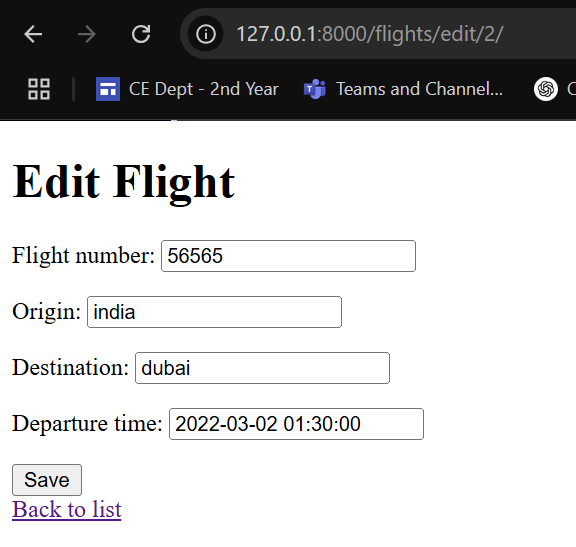 127.0.0.1:8000/flights/edit/2/
CE Dept - 2nd Year Teams and Channel...
Edit Flight
Flight number: 56565
Origin: india
Destination: dubai
Departure time: 2022-03-02 01:30:00
Save
Back to list